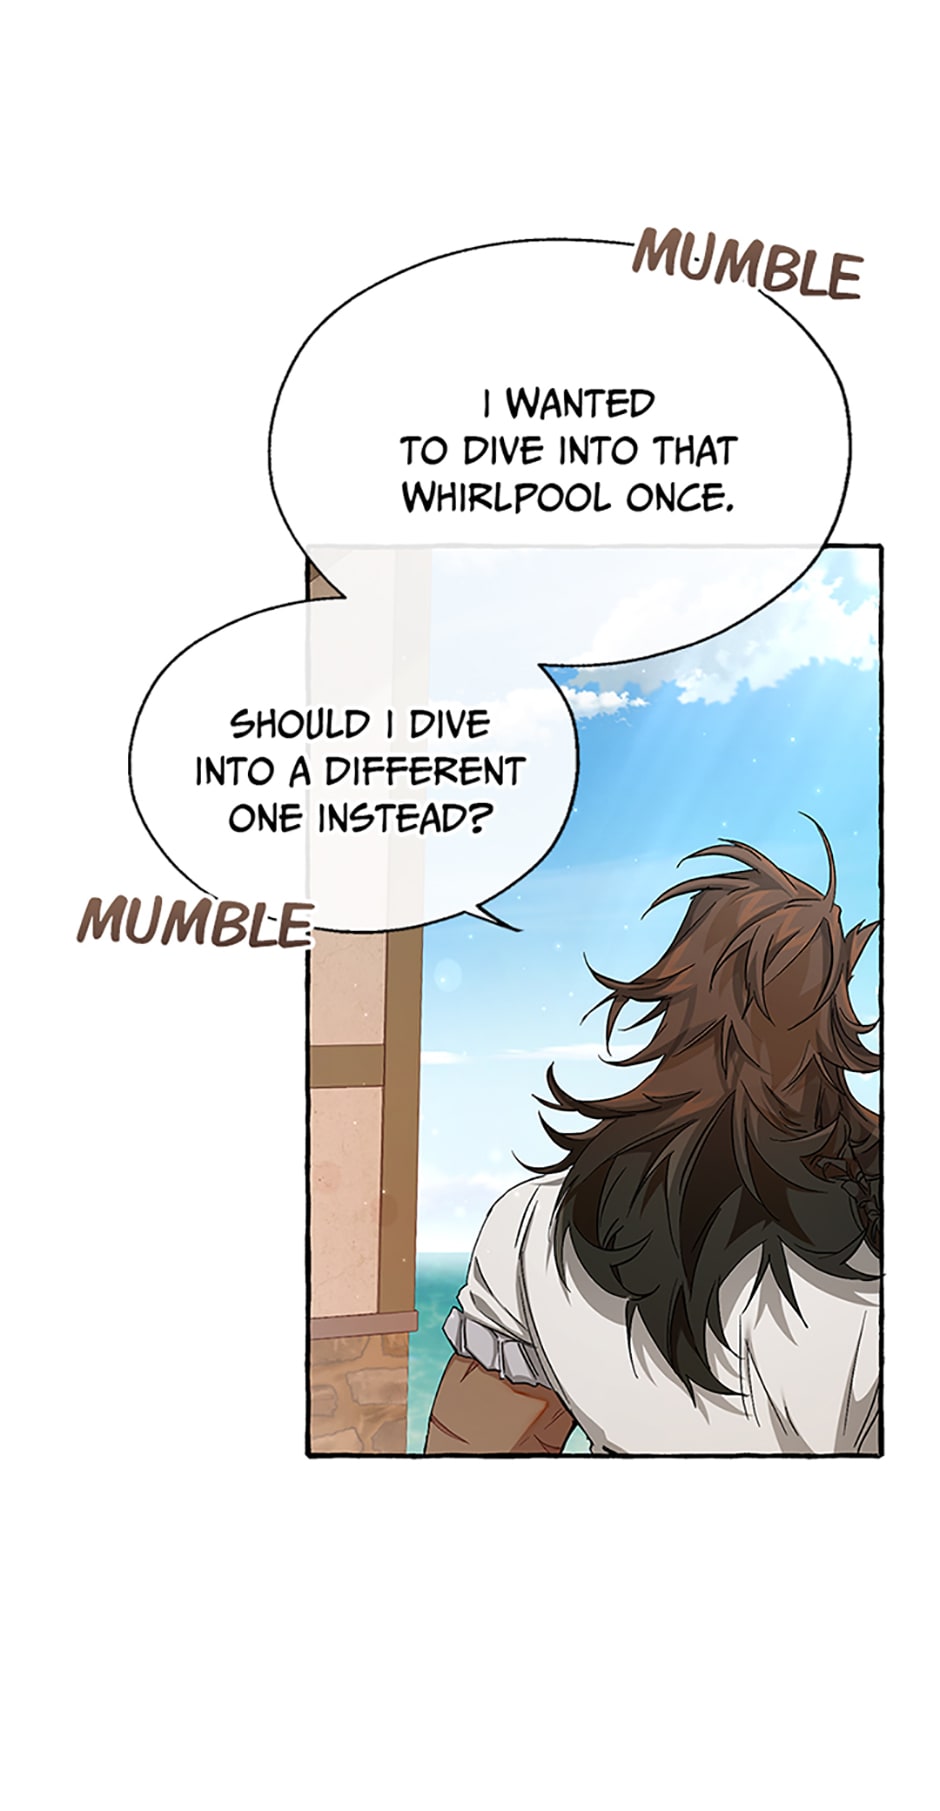 MUMBLE
I WANTED
TO DIVE INTO THAT
WHIRLPOOL ONCE.
SHOULD I DIVE
INTO A DIFFERENT
ONE INSTEAD?
MUMBLE